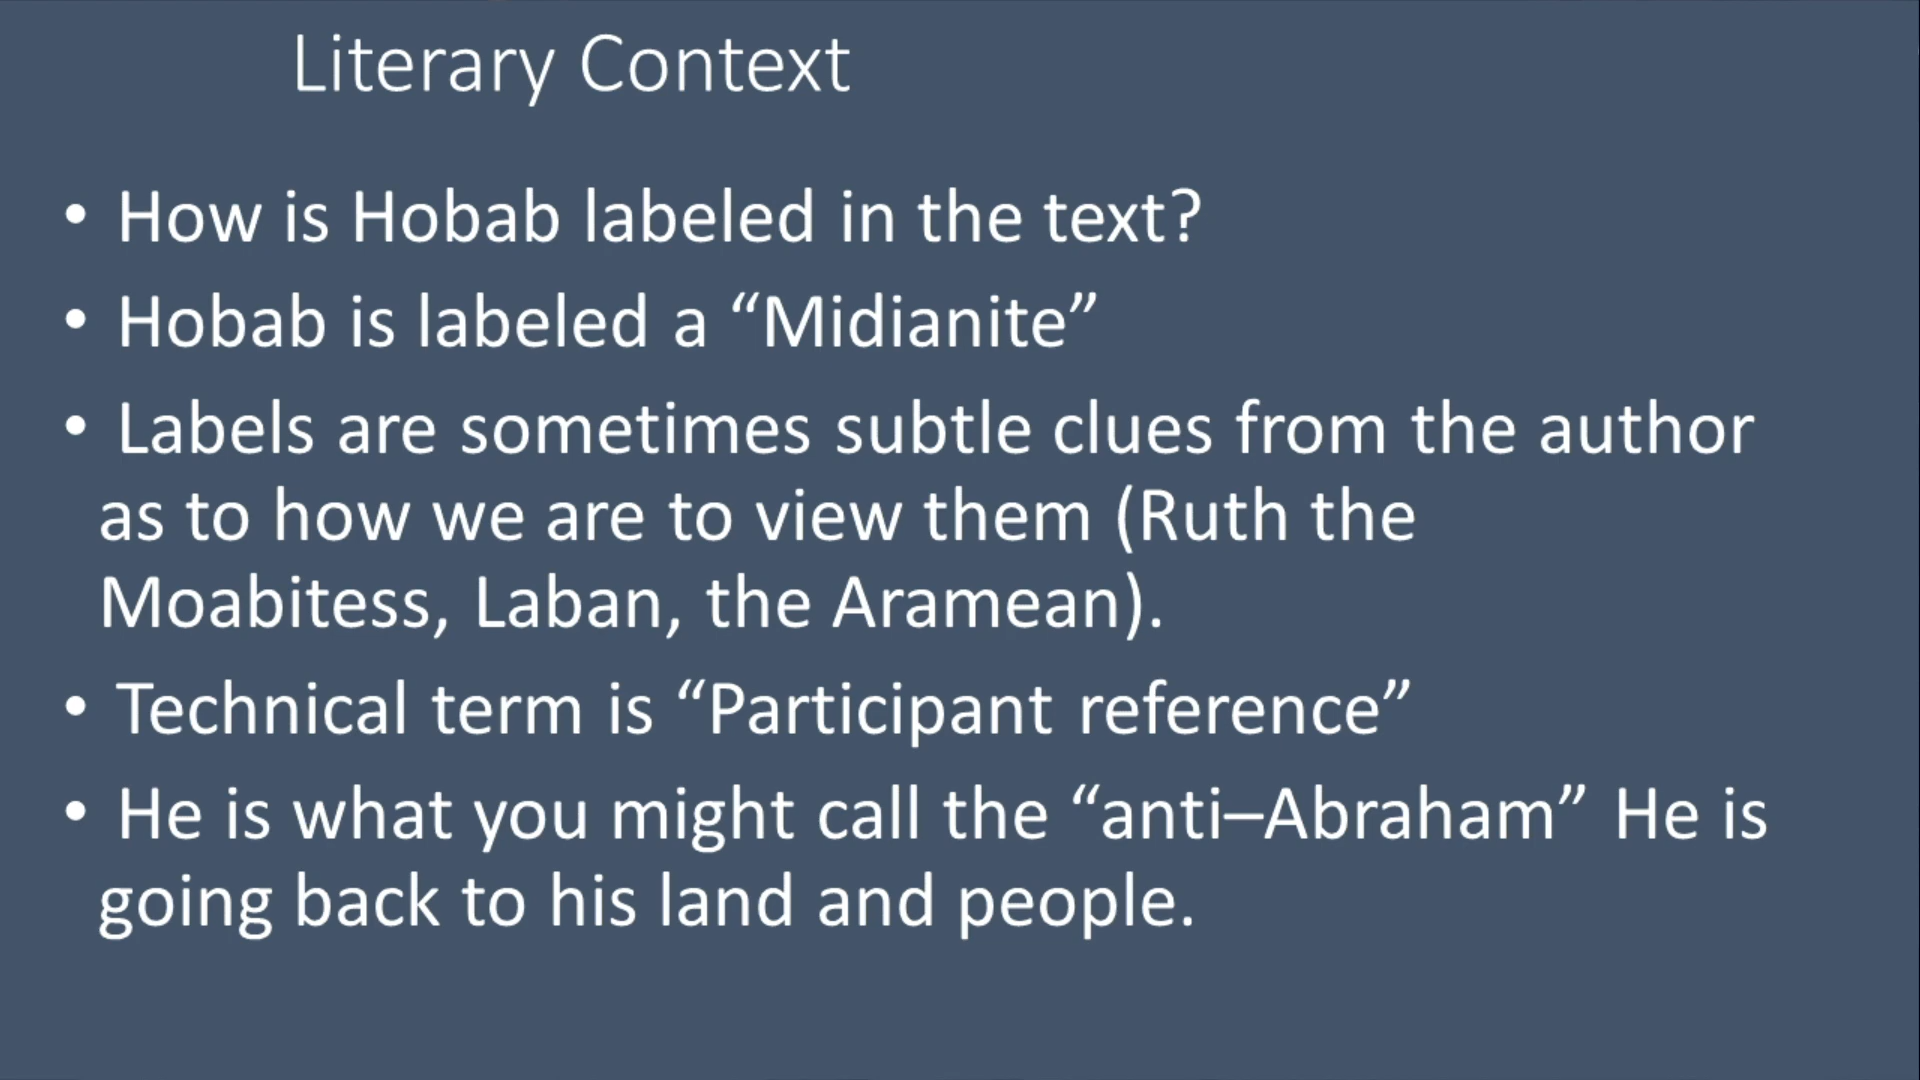 Literary Context
• How is Hobab labeled in the text?
• Hobab is labeled a “Midianite”
• Labels are sometimes subtle clues from the author
as to how we are to view them (Ruth the
Moabitess, Laban, the Aramean).
• Technical term is “Participant reference”
• He is what you might call the “anti–Abraham” He is
going back to his land and people.